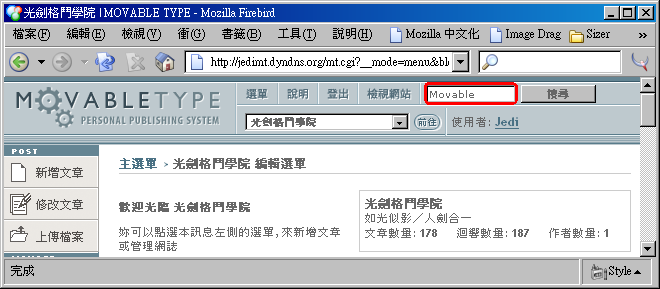 光劍格鬥學院 | MOVABLE TYPE - Mozilla Firebird
檔案(F) 編輯(E) 檢視(V) 衝(G) 書籤(B) 工具(T) 說明(H) Mozilla 中文化 Image Drag Sizer
http://jedimt.dyndns.org/mt.cgi?__mode=menu&bl
MOVABLETYPE
PERSONAL PUBLISHING SYSTEM
選單 說明 登出 檢視網站 Movable 搜尋
光劍格鬥學院 前往 使用者: Jedi
POST
新增文章
修改文章
上傳檔案
主選單 > 光劍格鬥學院 編輯選單
歡迎光臨 光劍格鬥學院
妳可以點選本訊息左側的選單,來新增文章
或管理網誌
光劍格鬥學院
如光似影／人劍合一
文章數量: 178 迴響數量: 187 作者數量: 1
完成
Style